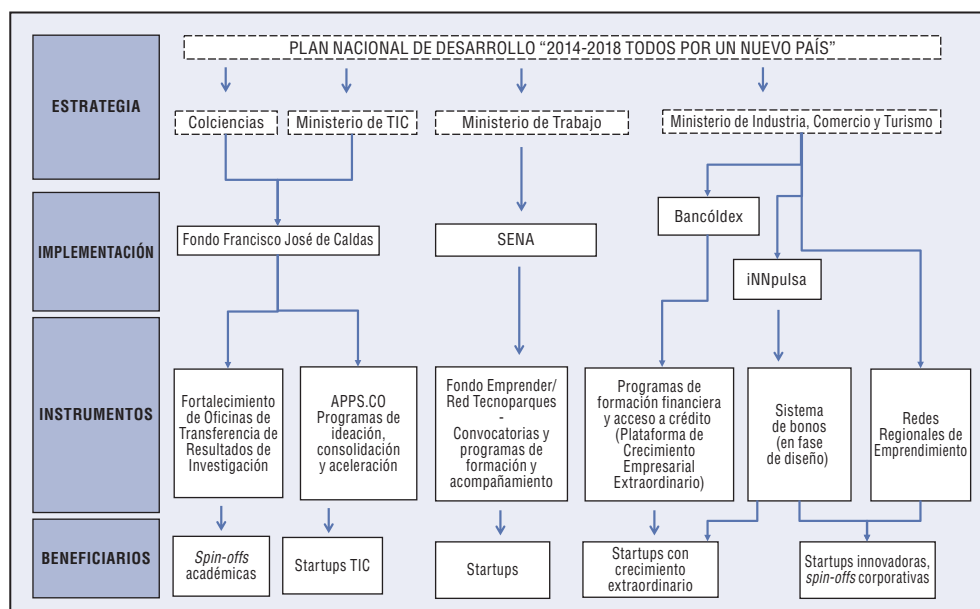 PLAN NACIONAL DE DESARROLLO “2014-2018 TODOS POR UN NUEVO PAÍS”
ESTRATEGIA
Colciencias
Ministerio de TIC
Ministerio de Trabajo
Ministerio de Industria, Comercio y Turismo
IMPLEMENTACIÓN
Fondo Francisco José de Caldas
SENA
Bancóldex
iNNpulsa
INSTRUMENTOS
Fortalecimiento
de Oficinas de
Transferencia de
Resultados de
Investigación
APPS.CO
Programas de
ideación,
consolidación
y aceleración
Fondo Emprender/
Red Tecnoparques
-
Convocatorias y
programas de
formación y
acompañamiento
Programas de
formación financiera
y acceso a crédito
(Plataforma de
Crecimiento
Empresarial
Extraordinario)
Sistema
de bonos
(en fase
de diseño)
Redes
Regionales de
Emprendimiento
BENEFICIARIOS
Spin-offs
académicas
Startups TIC
Startups
Startups con
crecimiento
extraordinario
Startups innovadoras,
spin-offs corporativas